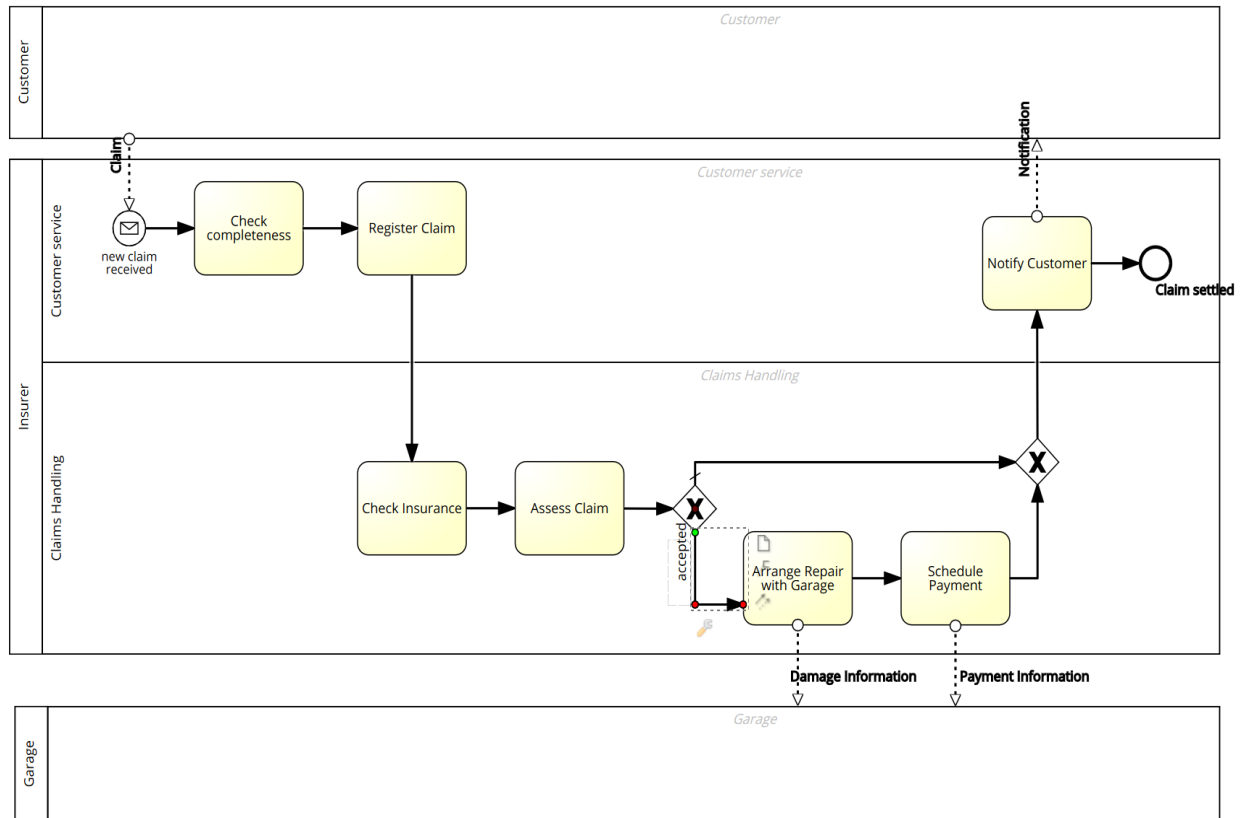 Customer
Customer
Claim
Notification
Customer service
Customer service
Check
completeness
Register Claim
new claim
received
Notify Customer
Claim settled
Insurer
Claims Handling
Claims Handling
Check Insurance
Assess Claim
X
X
accepted
Arrange Repair
with Garage
Schedule
Payment
Damage Information
Payment Information
Garage
Garage